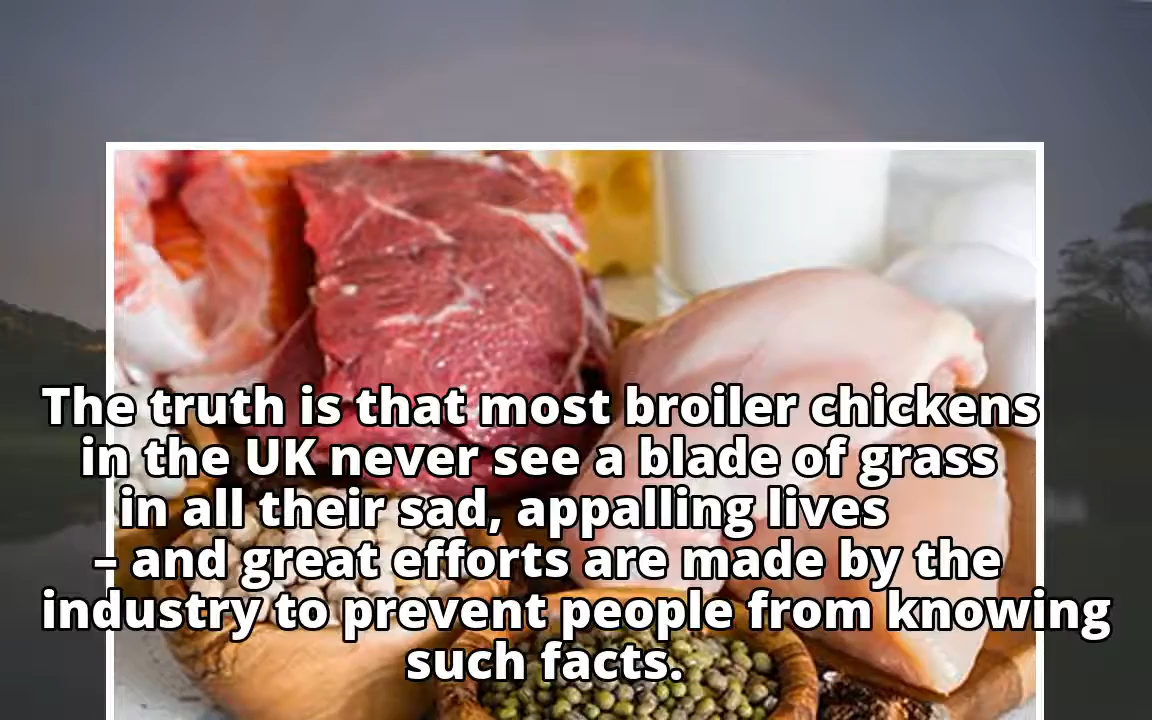 The truth is that most broiler chickens
in the UK never see a blade of grass
in all their sad, appalling lives
– and great efforts are made by the
industry to prevent people from knowing
such facts.